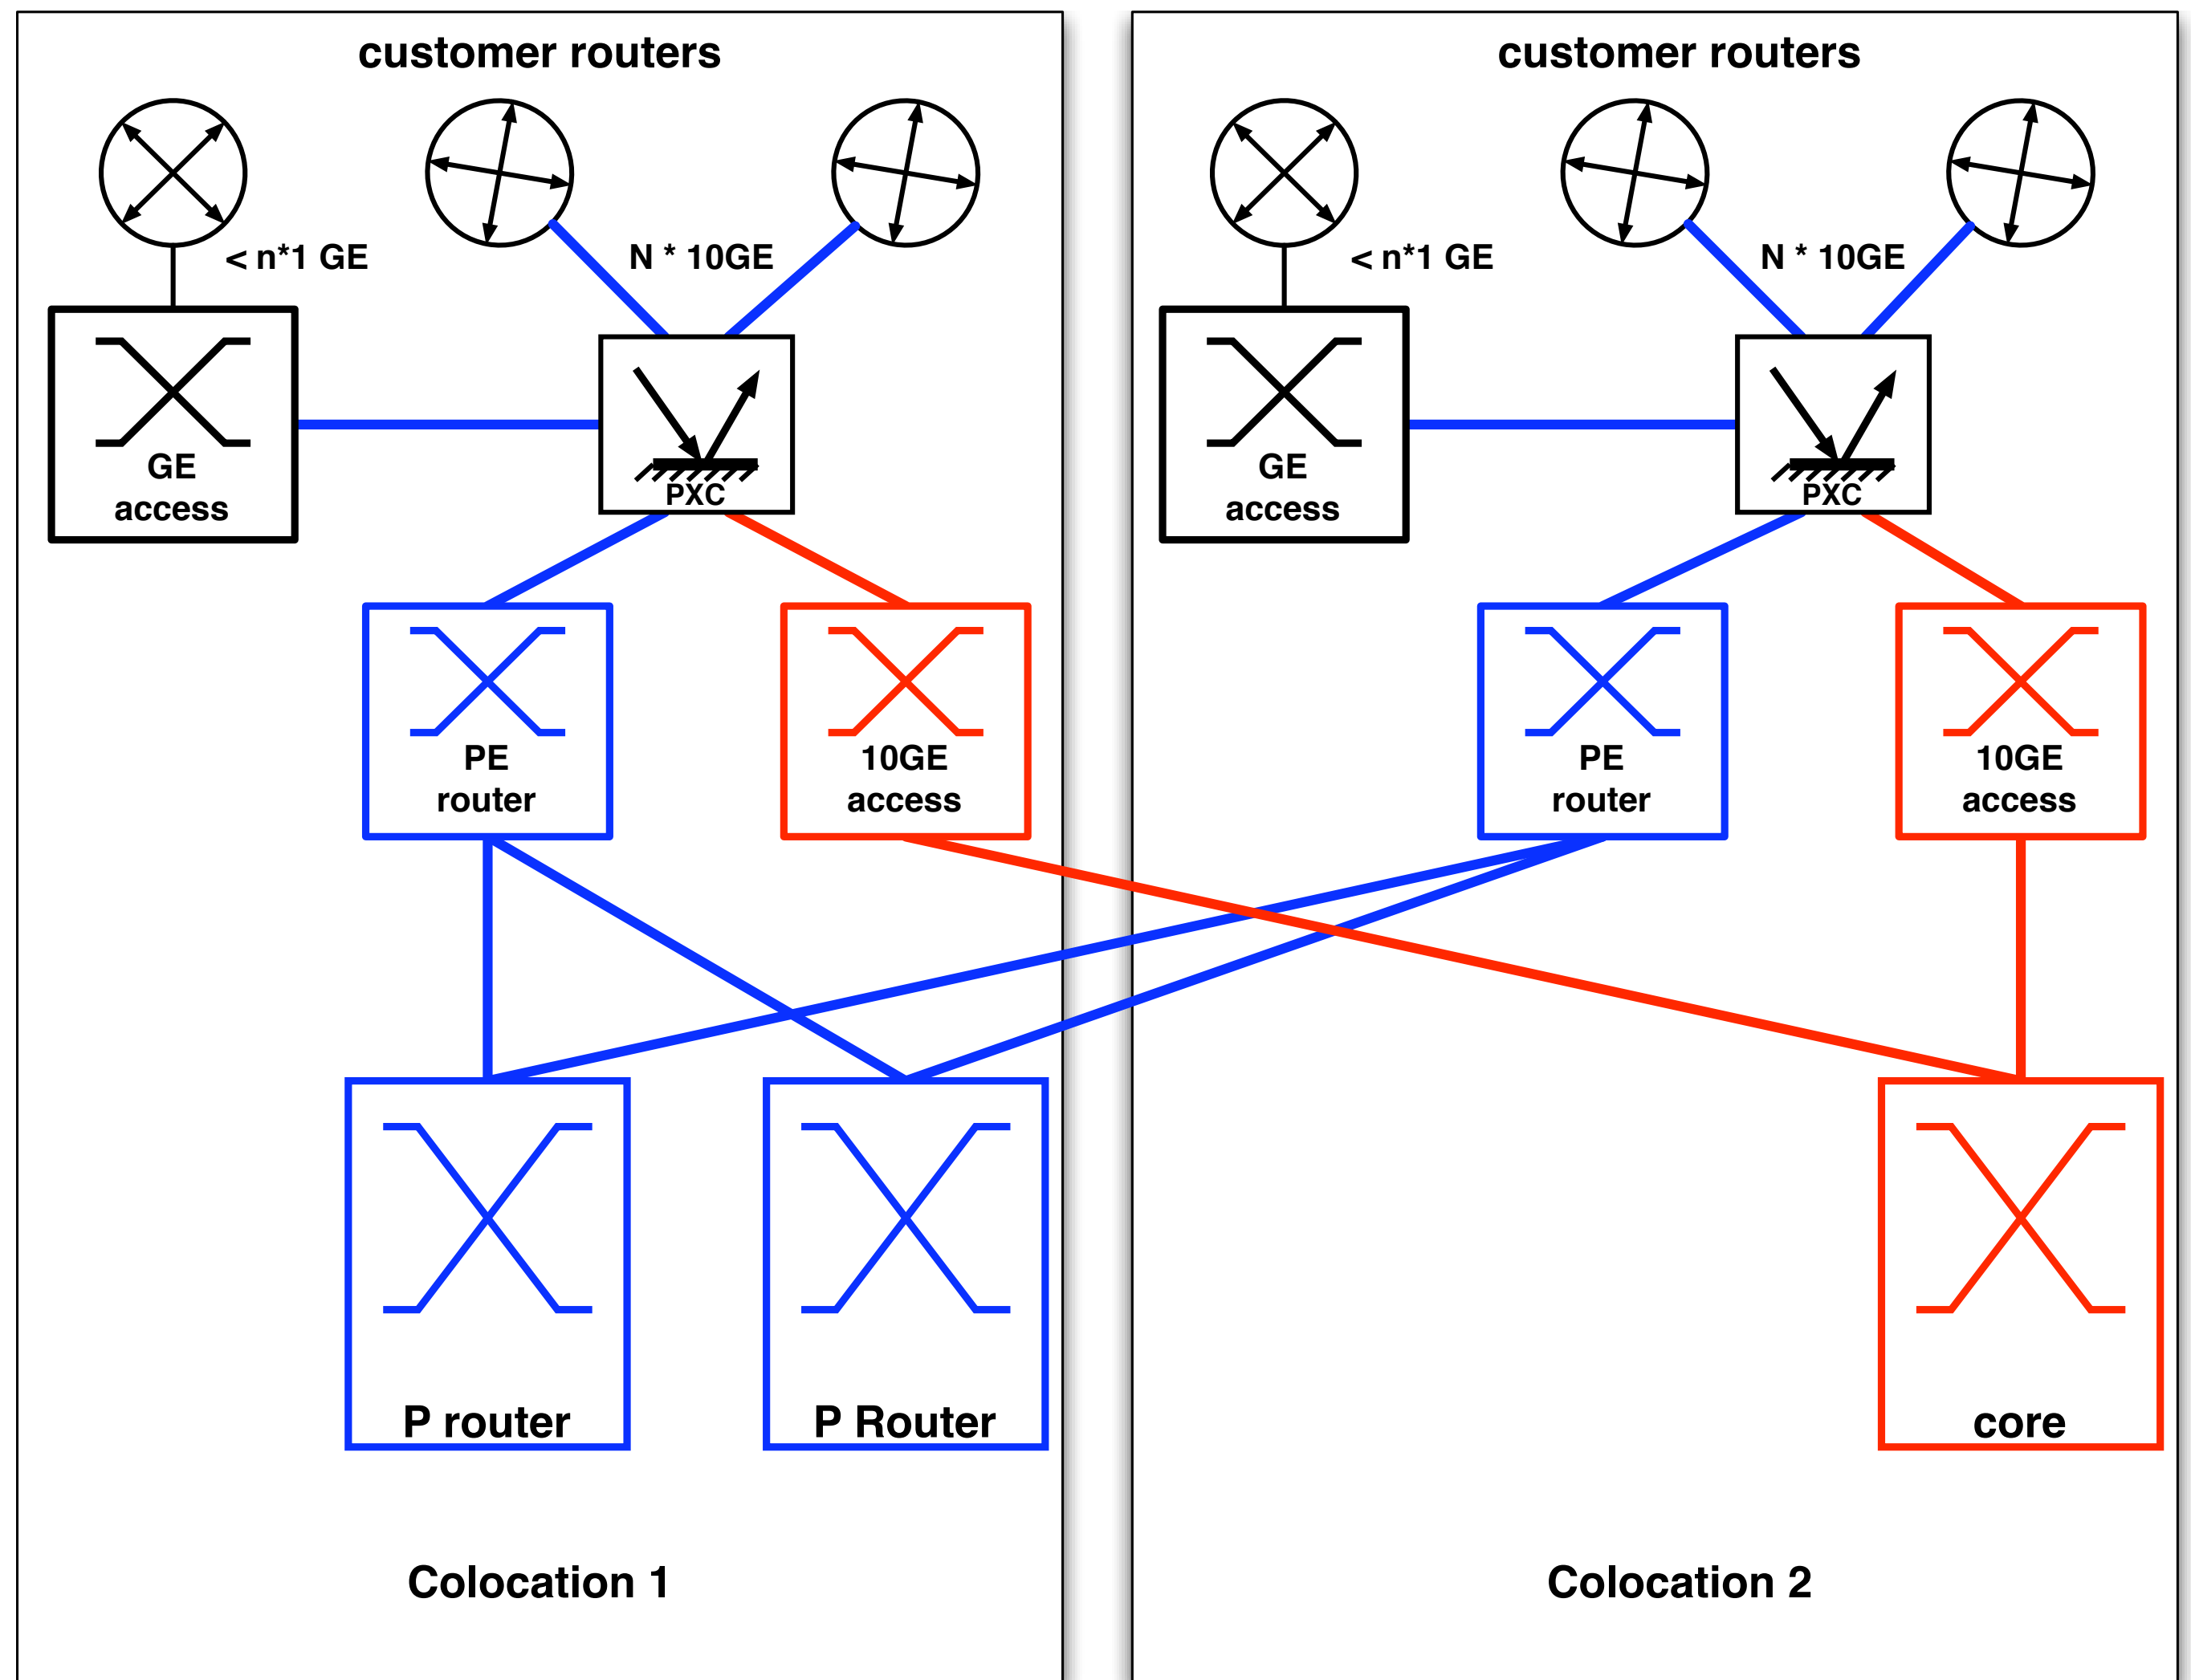 customer routers
customer routers
< n*1 GE
N * 10GE
< n*1 GE
N * 10GE
GE
access
PXC
GE
access
PXC
PE
router
10GE
access
PE
router
10GE
access
P router
P Router
core
Colocation 1
Colocation 2